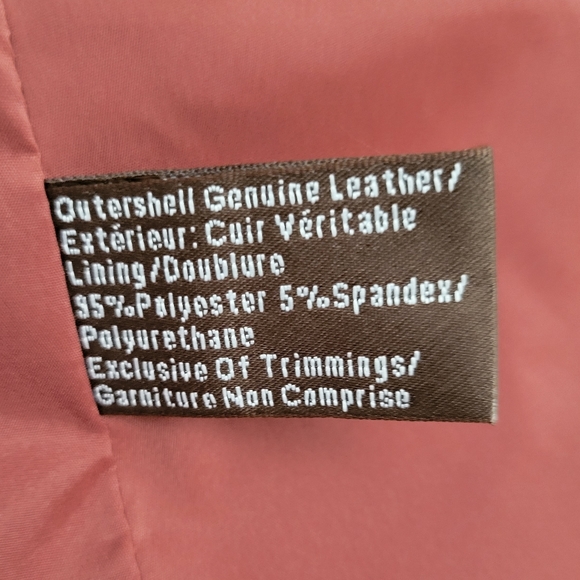 Outershell Genuine Leather/
Extérieur: Cuir Véritable
Lining/Doublure
95%Polyester 5%Spandex/
Polyurethane
Exclusive Of Trimmings/
Garniture Non Comprise